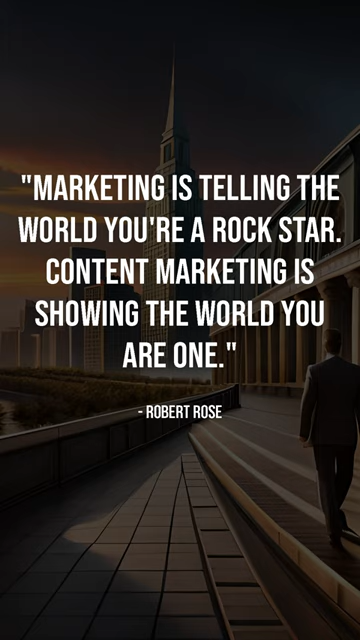 "MARKETING IS TELLING THE
WORLD YOU'RE A ROCK STAR.
CONTENT MARKETING IS
SHOWING THE WORLD YOU
ARE ONE."
- ROBERT ROSE